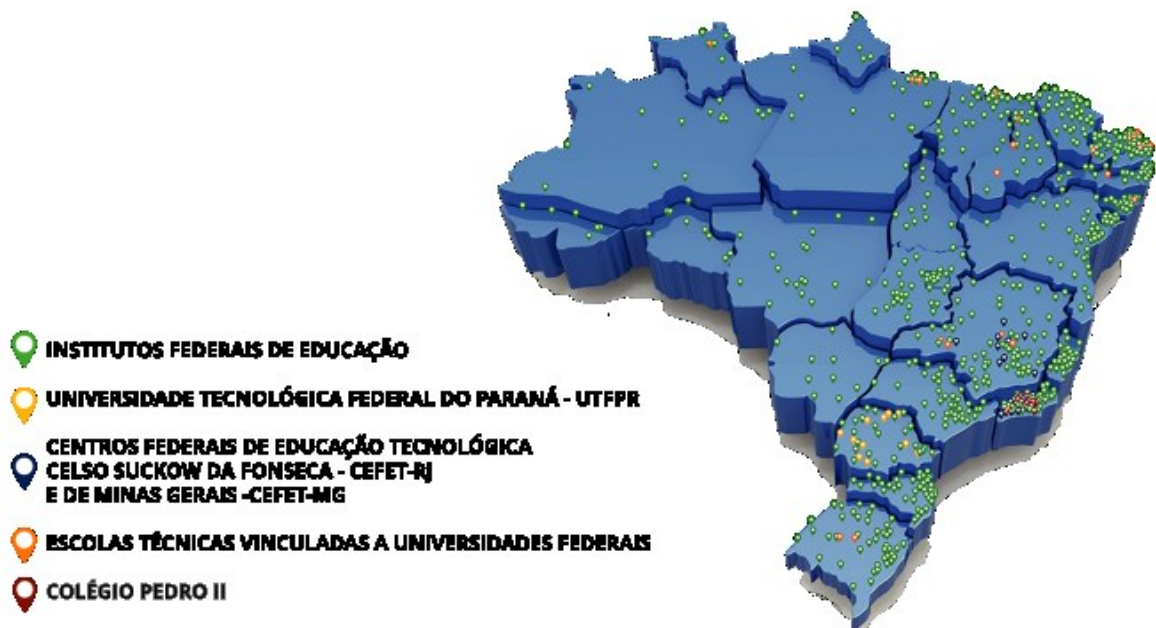 INSTITUTOS FEDERAIS DE EDUCAÇÃO
UNIVERSIDADE TECNOLÓGICA FEDERAL DO PARANÁ - UTFPR
CENTROS FEDERAIS DE EDUCAÇÃO TECNOLÓGICA
CELSO SUCKOW DA FONSECA - CEFET-RJ
E DE MINAS GERAIS -CEFET-MG
ESCOLAS TÉCNICAS VINCULADAS A UNIVERSIDADES FEDERAIS
COLÉGIO PEDRO II